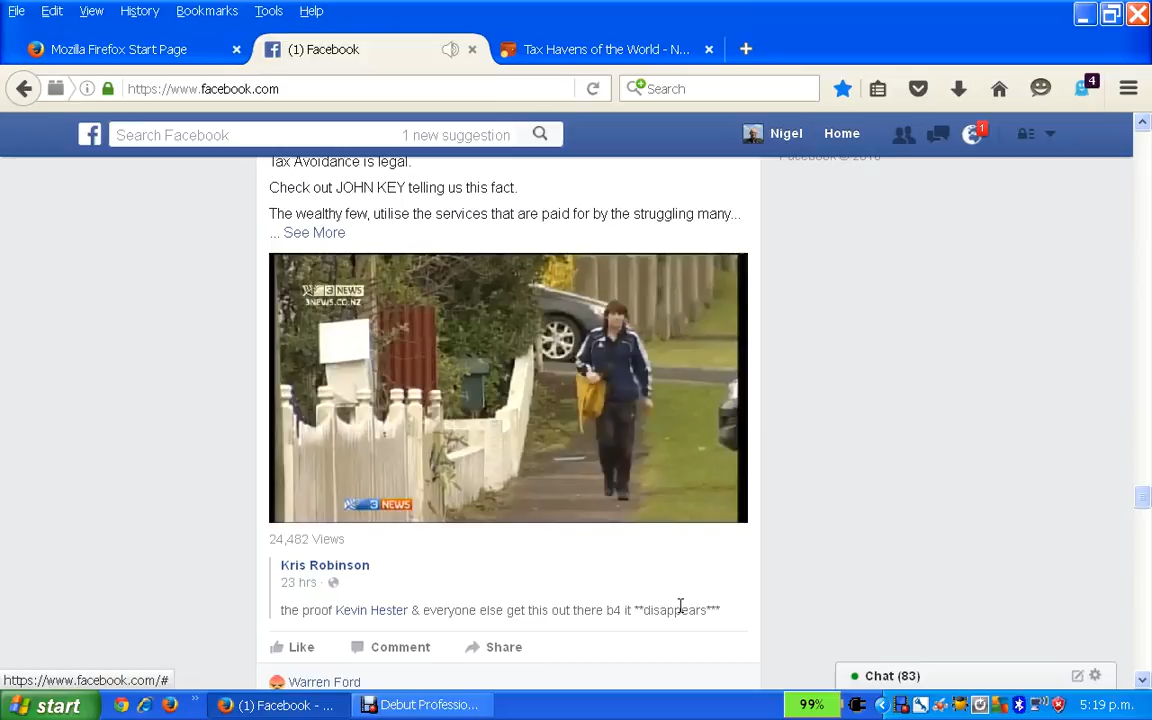 File Edit View History Bookmarks Tools Help
Mozilla Firefox Start Page
(1) Facebook
Tax Havens of the World - N...
https://www.facebook.com
Search
4
Search Facebook 1 new suggestion
Nigel Home
1
Tax Avoidance is legal.
Check out JOHN KEY telling us this fact.
The wealthy few, utilise the services that are paid for by the struggling many...
... See More
3 NEWS
3NEWS.CO.NZ
3 NEWS
24,482 Views
Kris Robinson
23 hrs ·
the proof Kevin Hester & everyone else get this out there b4 it **disappears***
Like Comment Share
Warren Ford
https://www.facebook.com/#
Chat (83)
start
(1) Facebook - ...
Debut Professio...
99%
5:19 p.m.